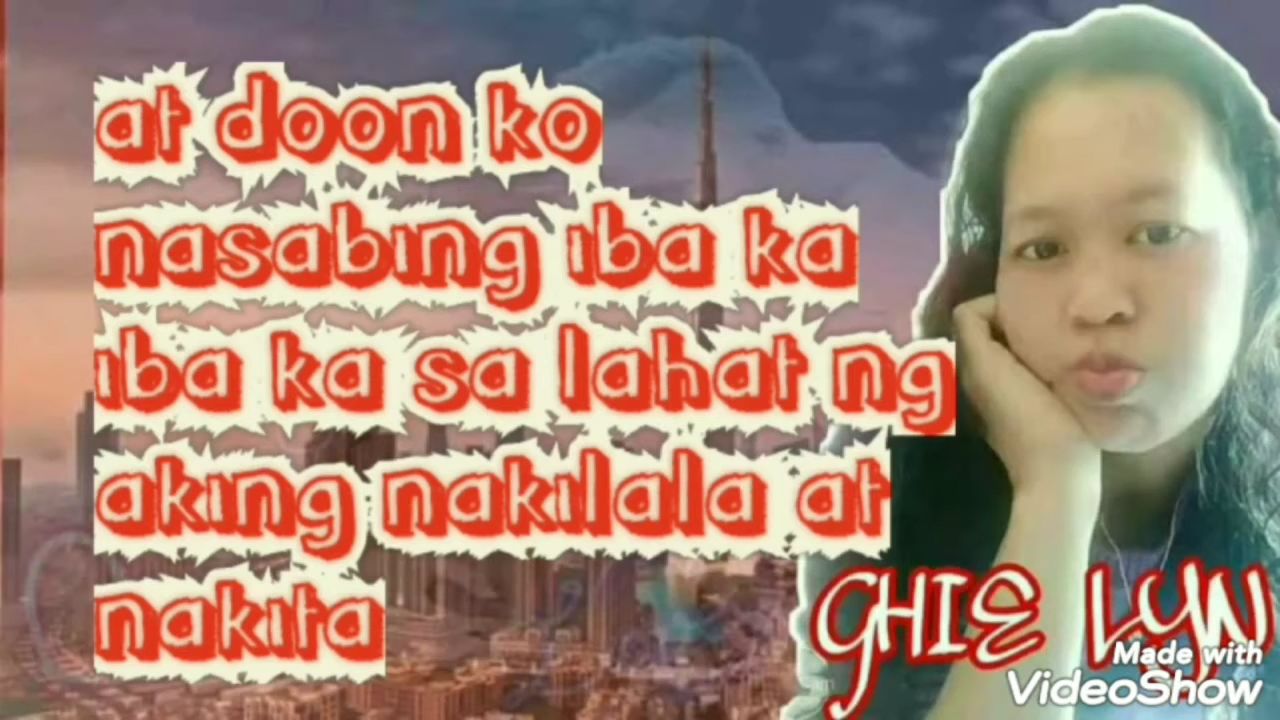 at doon ko
nasabing iba ka
iba ka sa lahat ng
aking nakilala at
nakita
GHIE LYN
Made with
VideoShow